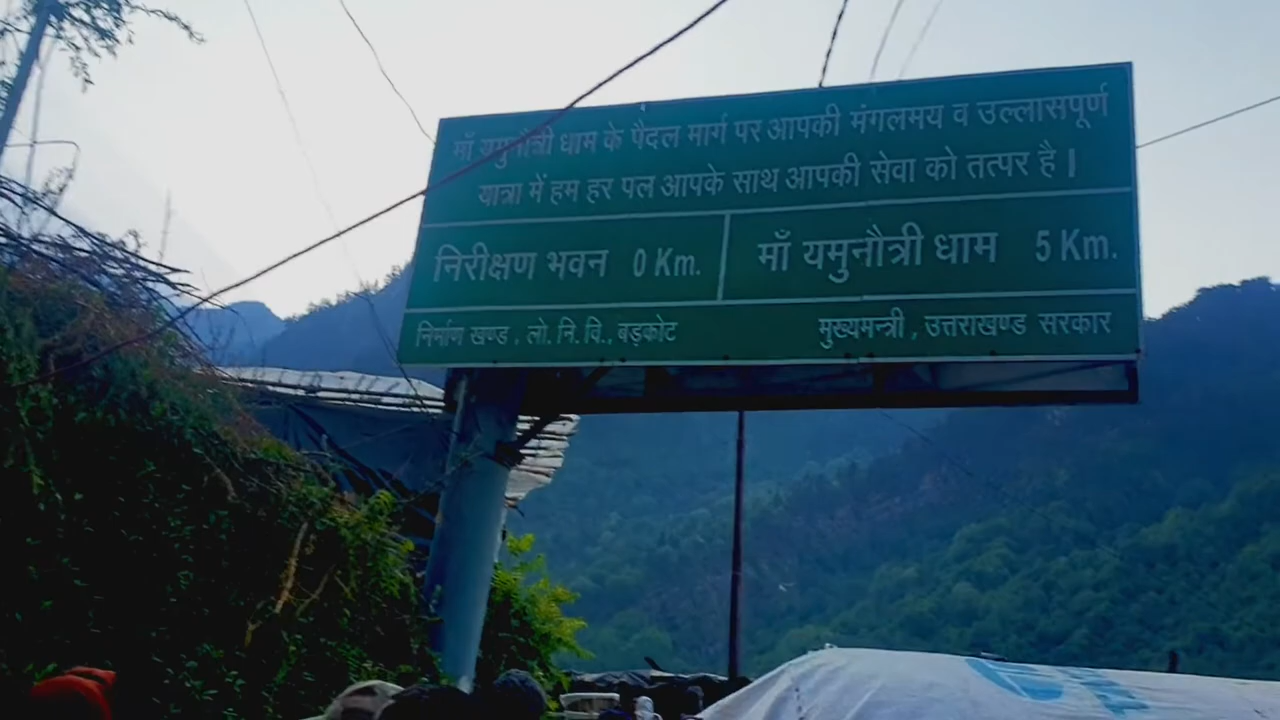 माँ यमुनौत्री धाम के पैदल मार्ग पर आपकी मंगलमय व उल्लासपूर्ण
यात्रा में हम हर पल आपके साथ आपकी सेवा को तत्पर है।
निरीक्षण भवन 0 Km.
माँ यमुनौत्री धाम 5 Km.
निर्माण खण्ड, लो. नि. वि., बड़कोट
मुख्यमन्त्री, उत्तराखण्ड सरकार